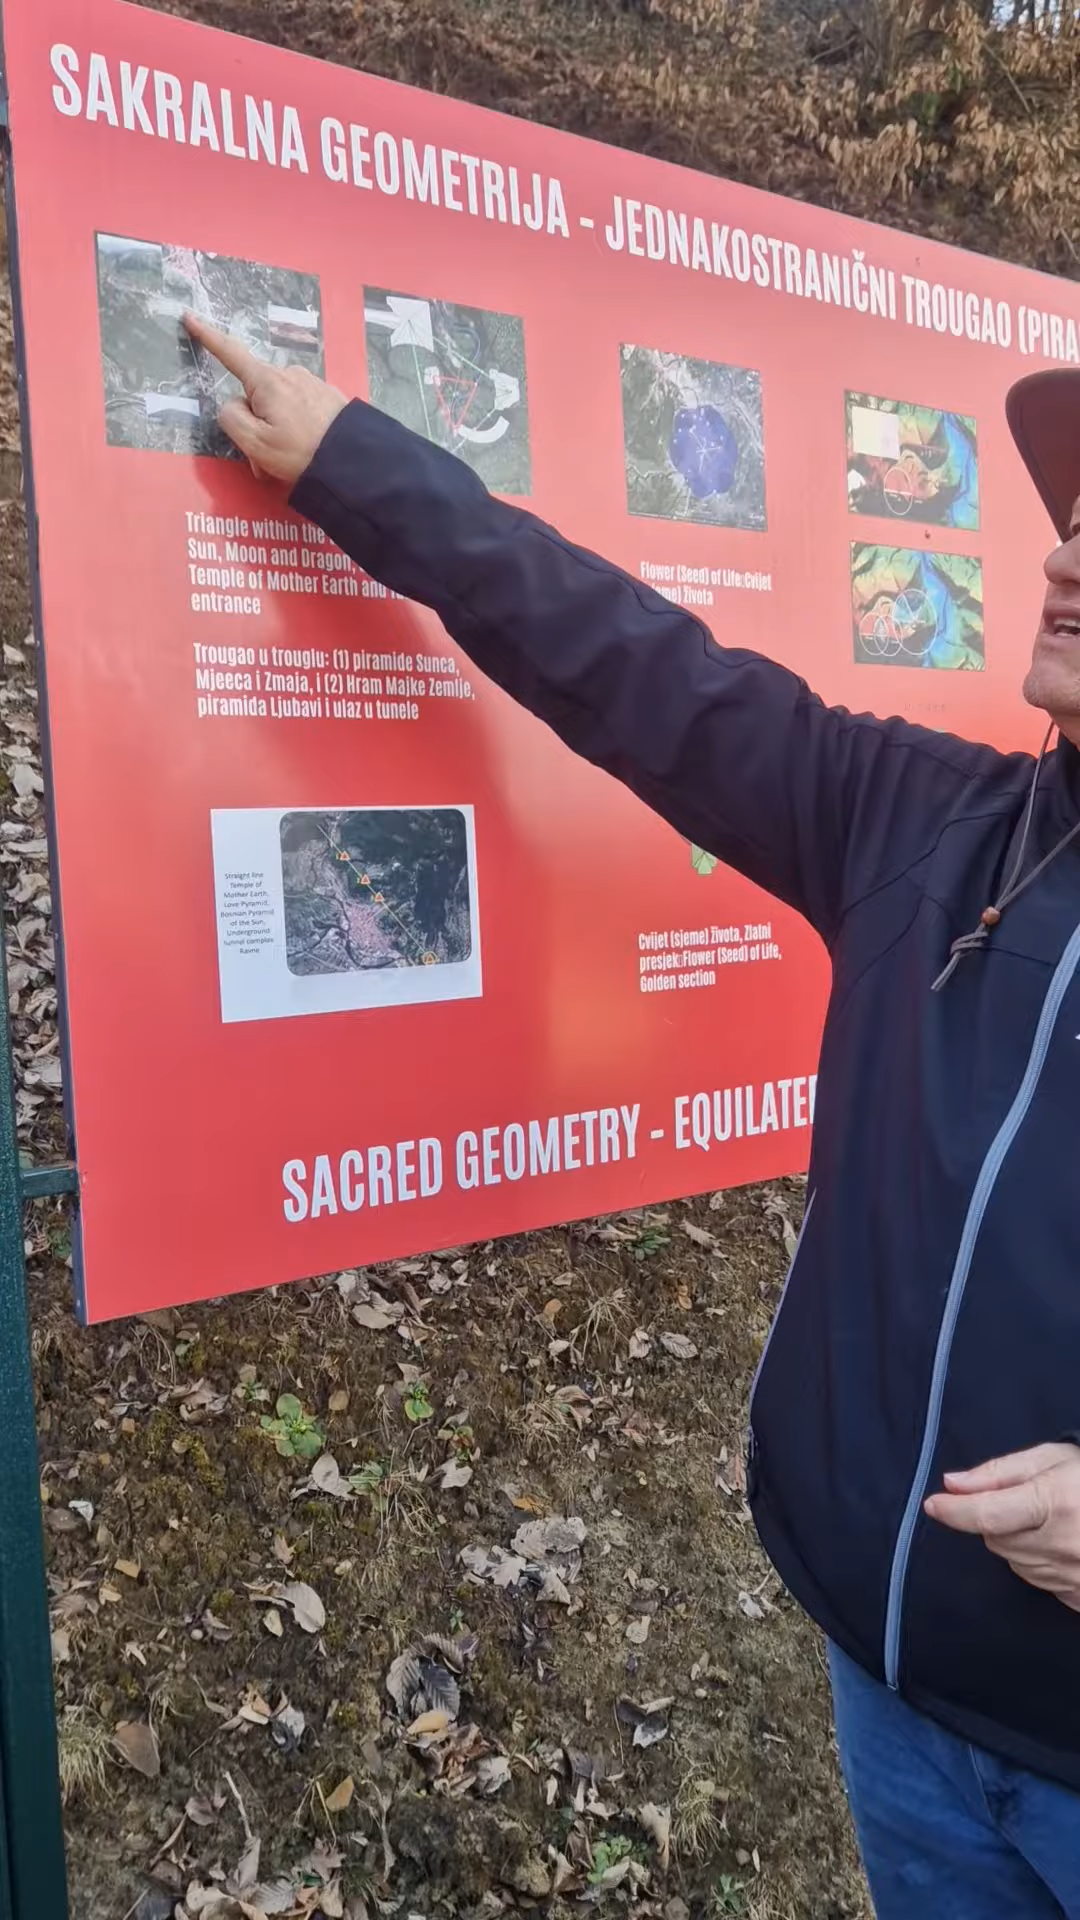 SAKRALNA GEOMETRIJA - JEDNAKOSTRANIČNI TROUGAO (PIRA
Triangle within the
Sun, Moon and Dragon,
Temple of Mother Earth and
entrance
Trougao u trouglu: (1) piramide Sunca,
Mjeeca i Zmaja, i (2) Hram Majke Zemlje,
piramida Ljubavi i ulaz u tunele
Flower (Seed) of Life Cvijet
života
Straight line
Temple of
Mother Earth,
Love Pyramid,
Bosnian Pyramid
of the Sun,
Underground
tunnel complex
Ravne
Cvijet (sjeme) života, Zlatni
presjek Flower (Seed) of Life,
Golden section
SACRED GEOMETRY - EQUILATE